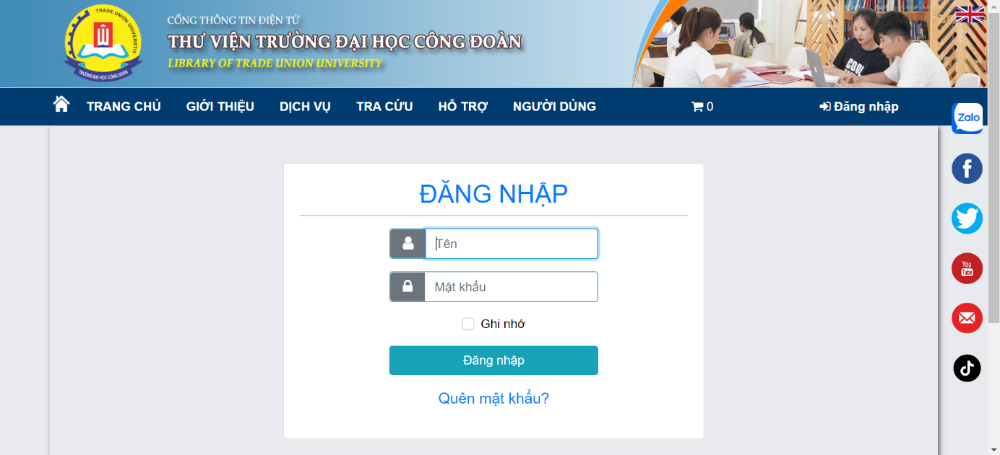 TRADE UNION UNIVERSTIY
TRƯỜNG ĐẠI HỌC CÔNG ĐOÀN
CỔNG THÔNG TIN ĐIỆN TỬ
THƯ VIỆN TRƯỜNG ĐẠI HỌC CÔNG ĐOÀN
LIBRARY OF TRADE UNION UNIVERSITY
COOL
TRANG CHỦ GIỚI THIỆU DỊCH VỤ TRA CỨU HỖ TRỢ NGƯỜI DÙNG 0 Đăng nhập
Zalo
ĐĂNG NHẬP
Tên
Mật khẩu
Ghi nhớ
Đăng nhập
Quên mật khẩu?
You
Tube